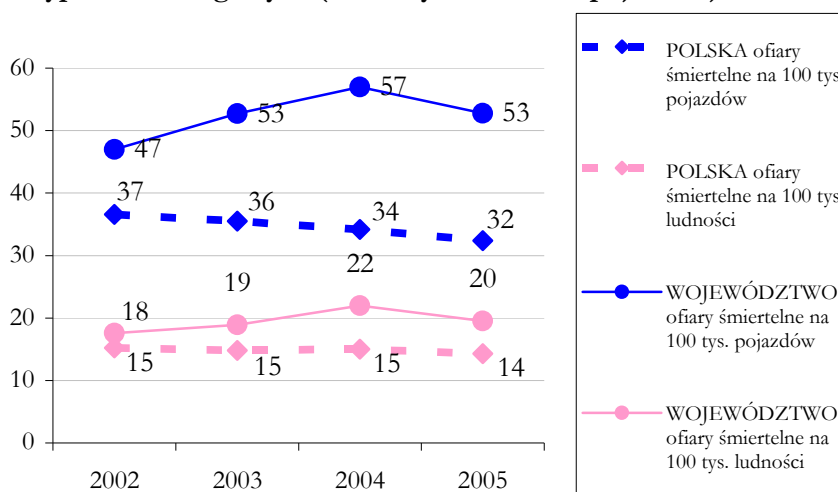 60
50
40
30
20
10
0
47
53
57
53
37
36
34
32
18
19
22
20
15
15
15
14
2002
2003
2004
2005
POLSKA ofiary
śmiertelne na 100 tys
pojazdów
POLSKA ofiary
śmiertelne na 100 tys
ludności
WOJEWÓDZTWO
ofiary śmiertelne na
100 tys. pojazdów
WOJEWÓDZTWO
ofiary śmiertelne na
100 tys. ludności